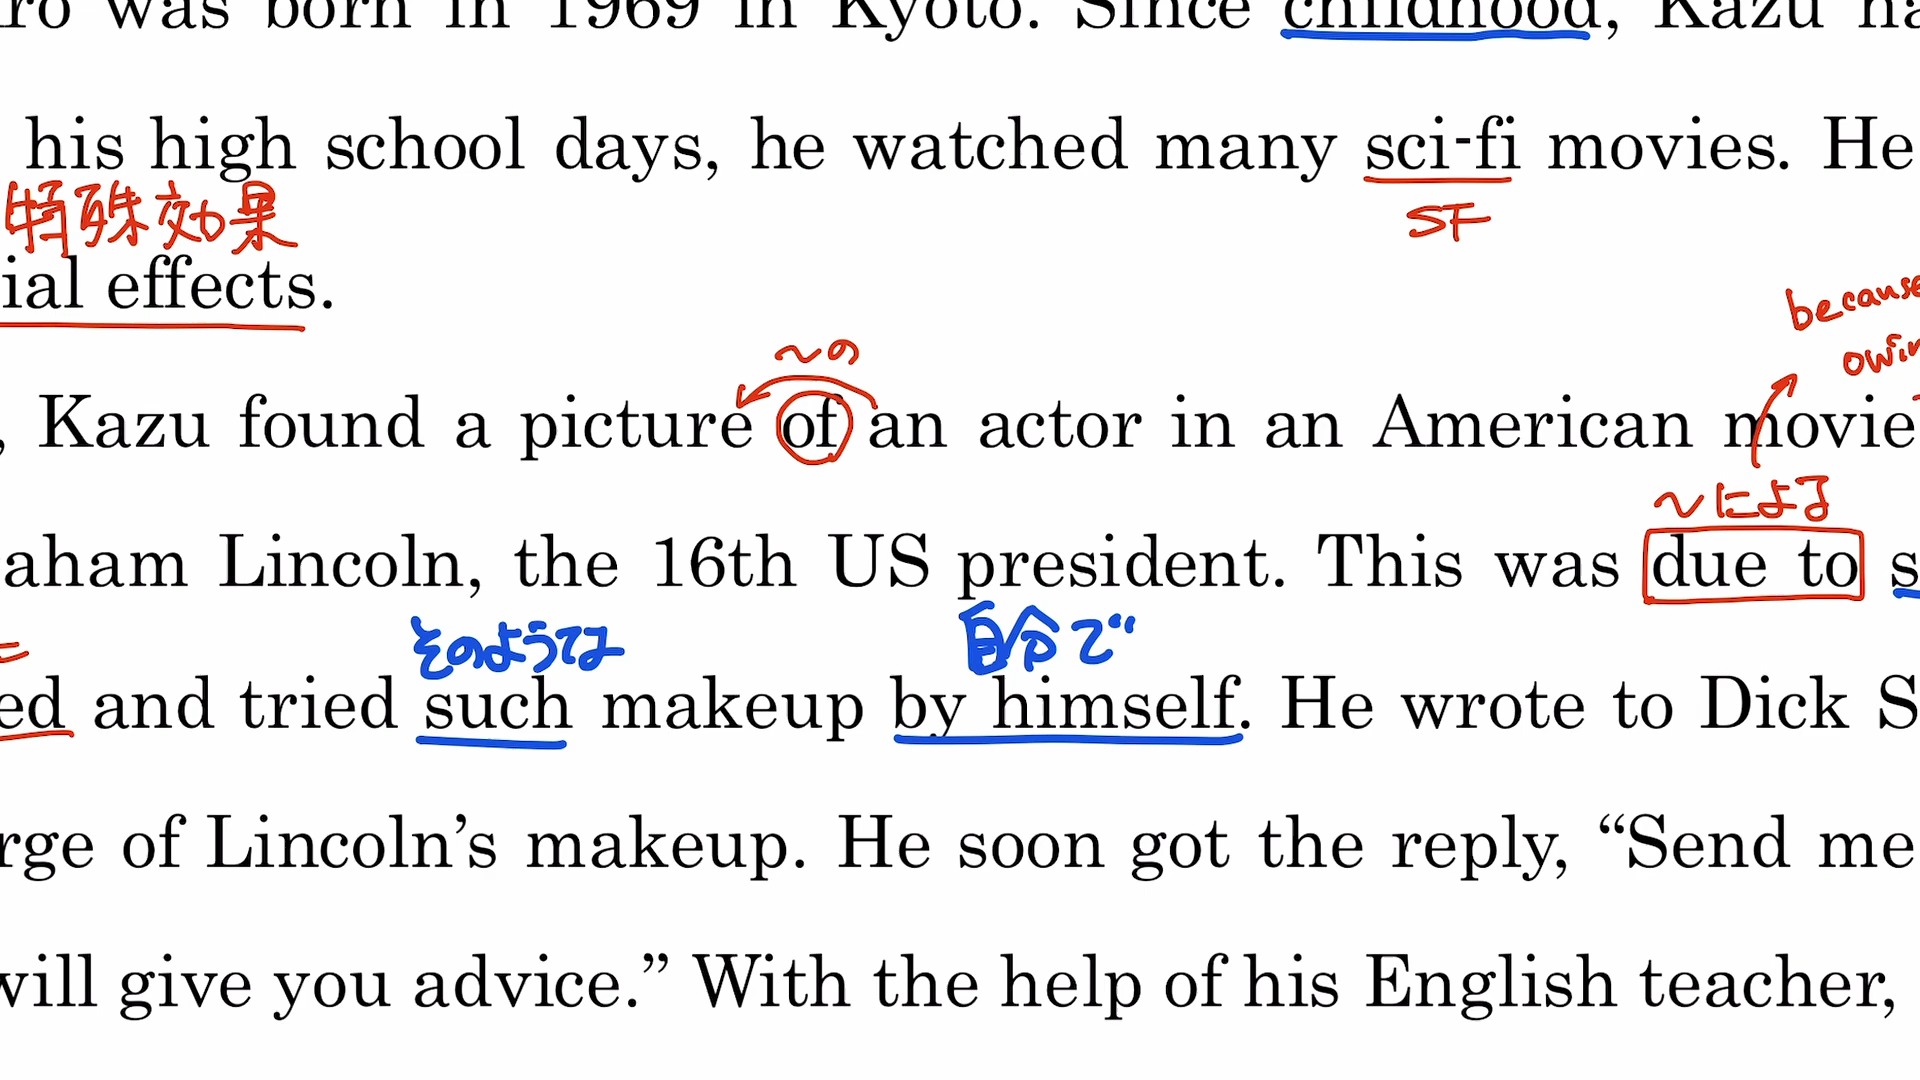 was born in 1969 in Kyoto. Since childhood, Kazu
his high school days, he watched many sci-fi movies. He
特殊効果
SF
ial effects.
because
～の
, Kazu found a picture of an actor in an American movie
～による
aham Lincoln, the 16th US president. This was due to s
そのような
自分で
ed and tried such makeup by himself. He wrote to Dick S
rge of Lincoln’s makeup. He soon got the reply, “Send me
will give you advice.” With the help of his English teacher,